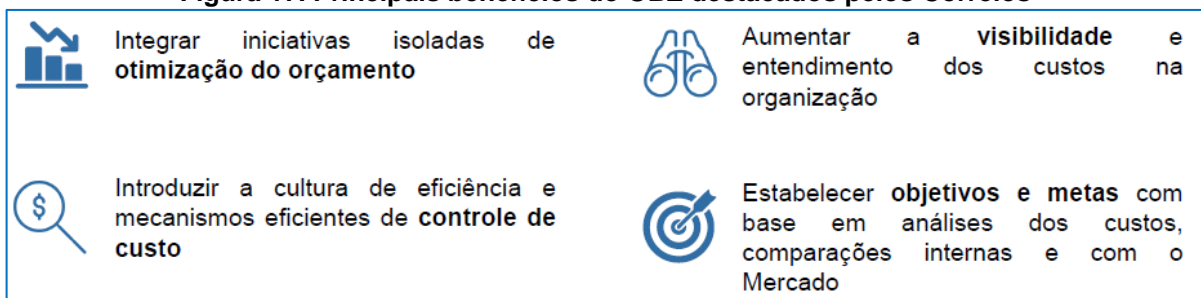 Integrar iniciativas isoladas de
otimização do orçamento
Aumentar a visibilidade e
entendimento dos custos na
organização
$
Introduzir a cultura de eficiência e
mecanismos eficientes de controle de
custo
Estabelecer objetivos e metas com
base em análises dos custos,
comparações internas e com o
Mercado